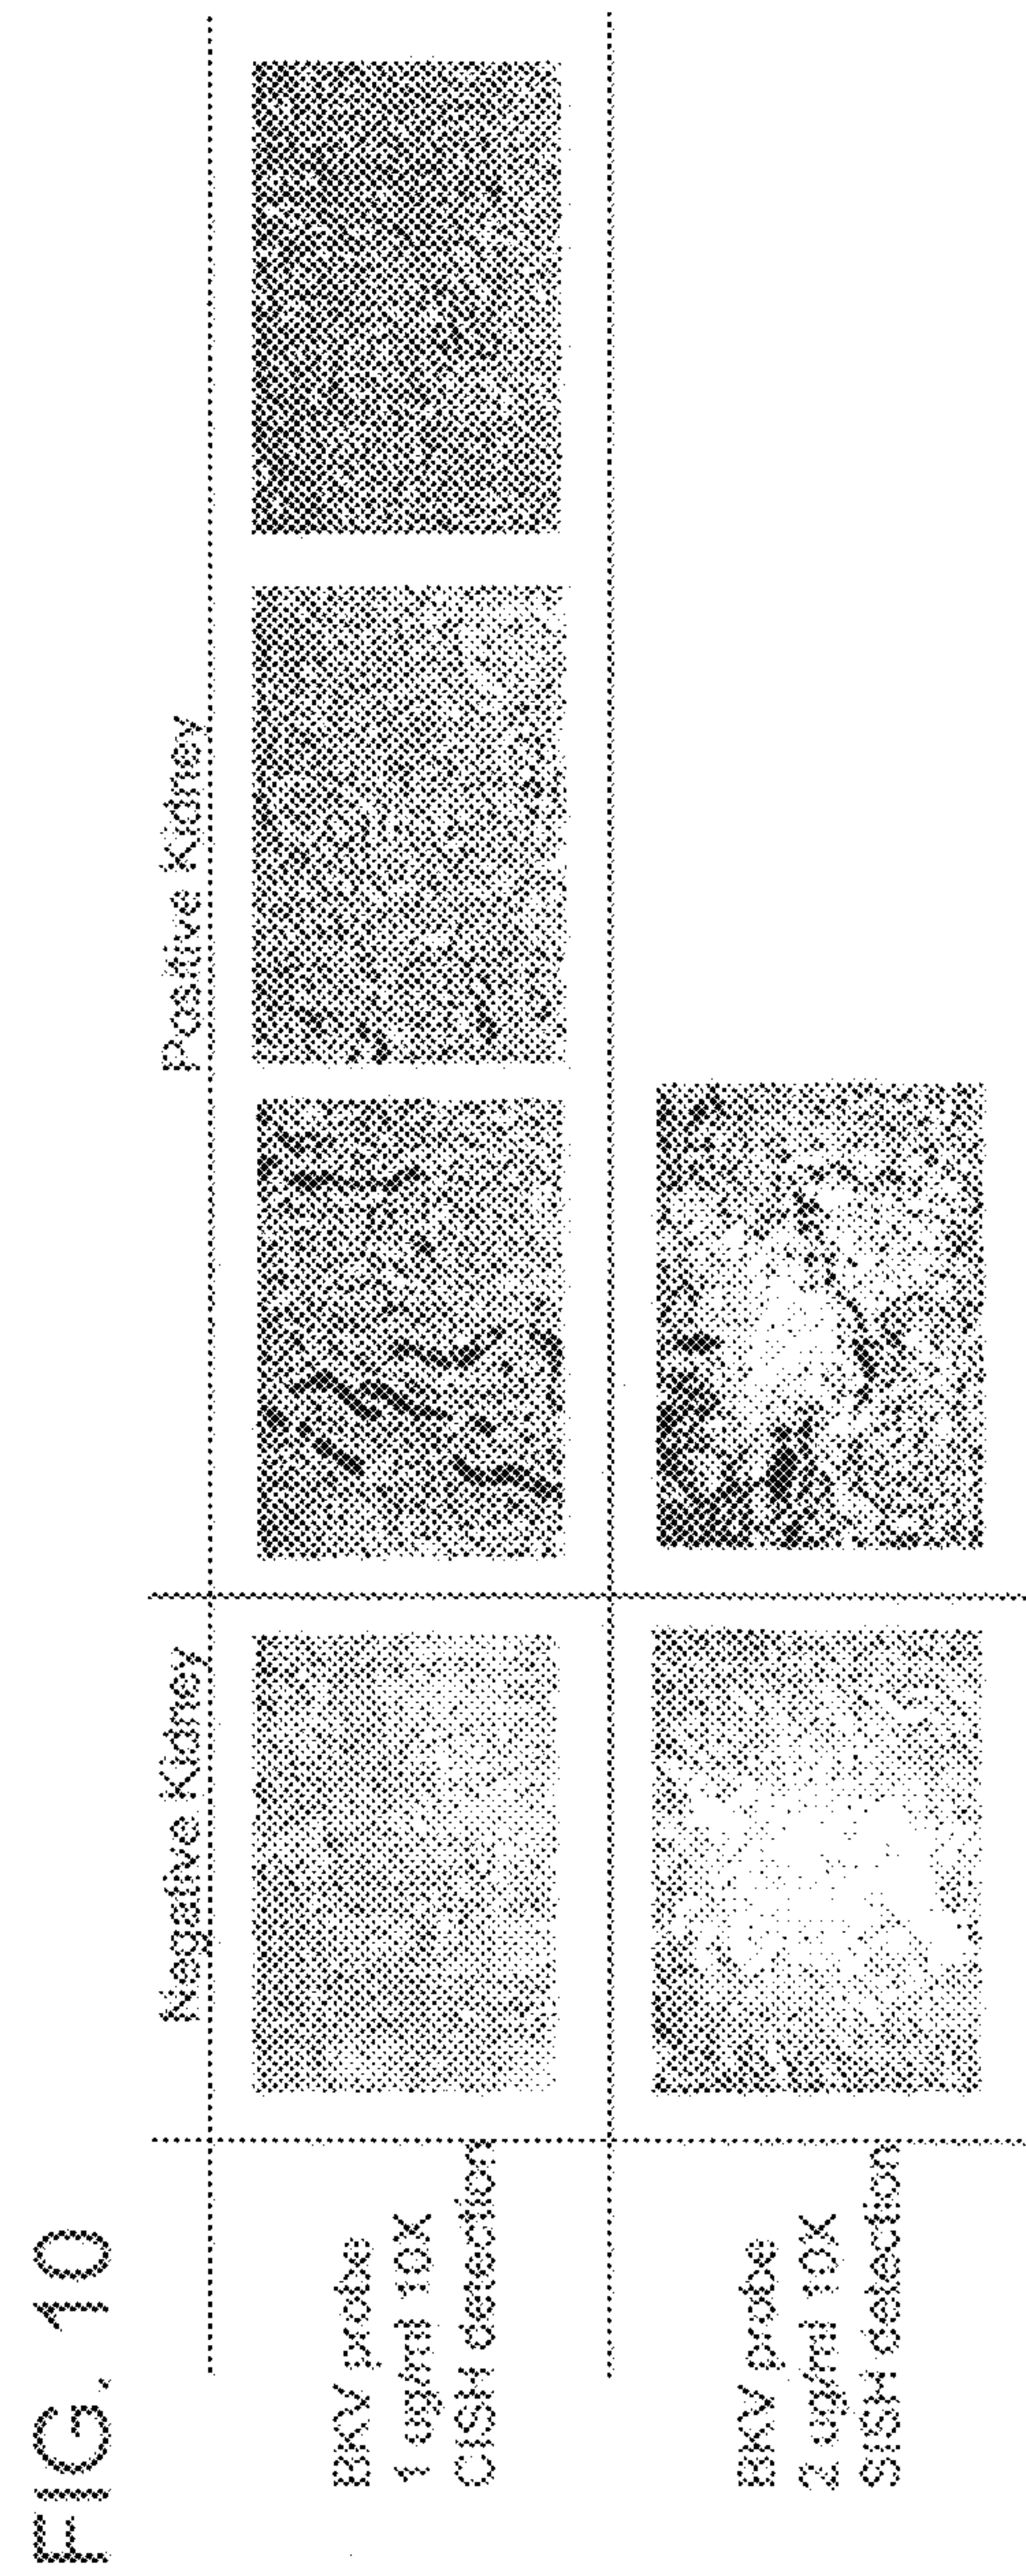 FIG. 10
Negative Kidney
Positive Kidney
BKV probe
1 ug/ml 10X
CISH detection
BKV probe
2 ug/ml 10X
SISH detection